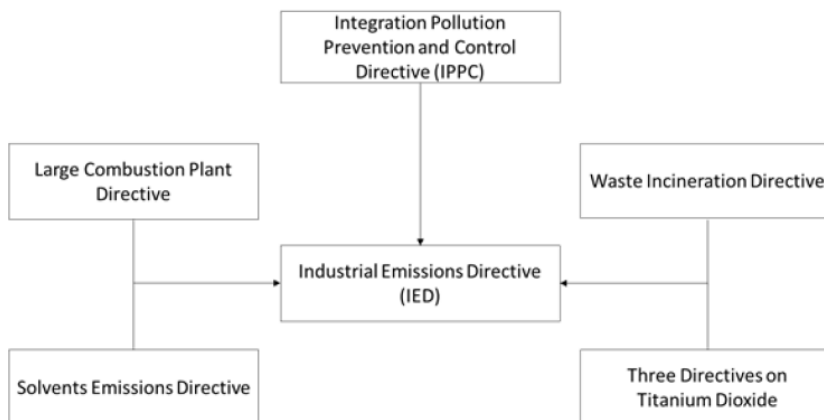 Integration Pollution
Prevention and Control
Directive (IPPC)
Large Combustion Plant
Directive
Waste Incineration Directive
Industrial Emissions Directive
(IED)
Solvents Emissions Directive
Three Directives on
Titanium Dioxide